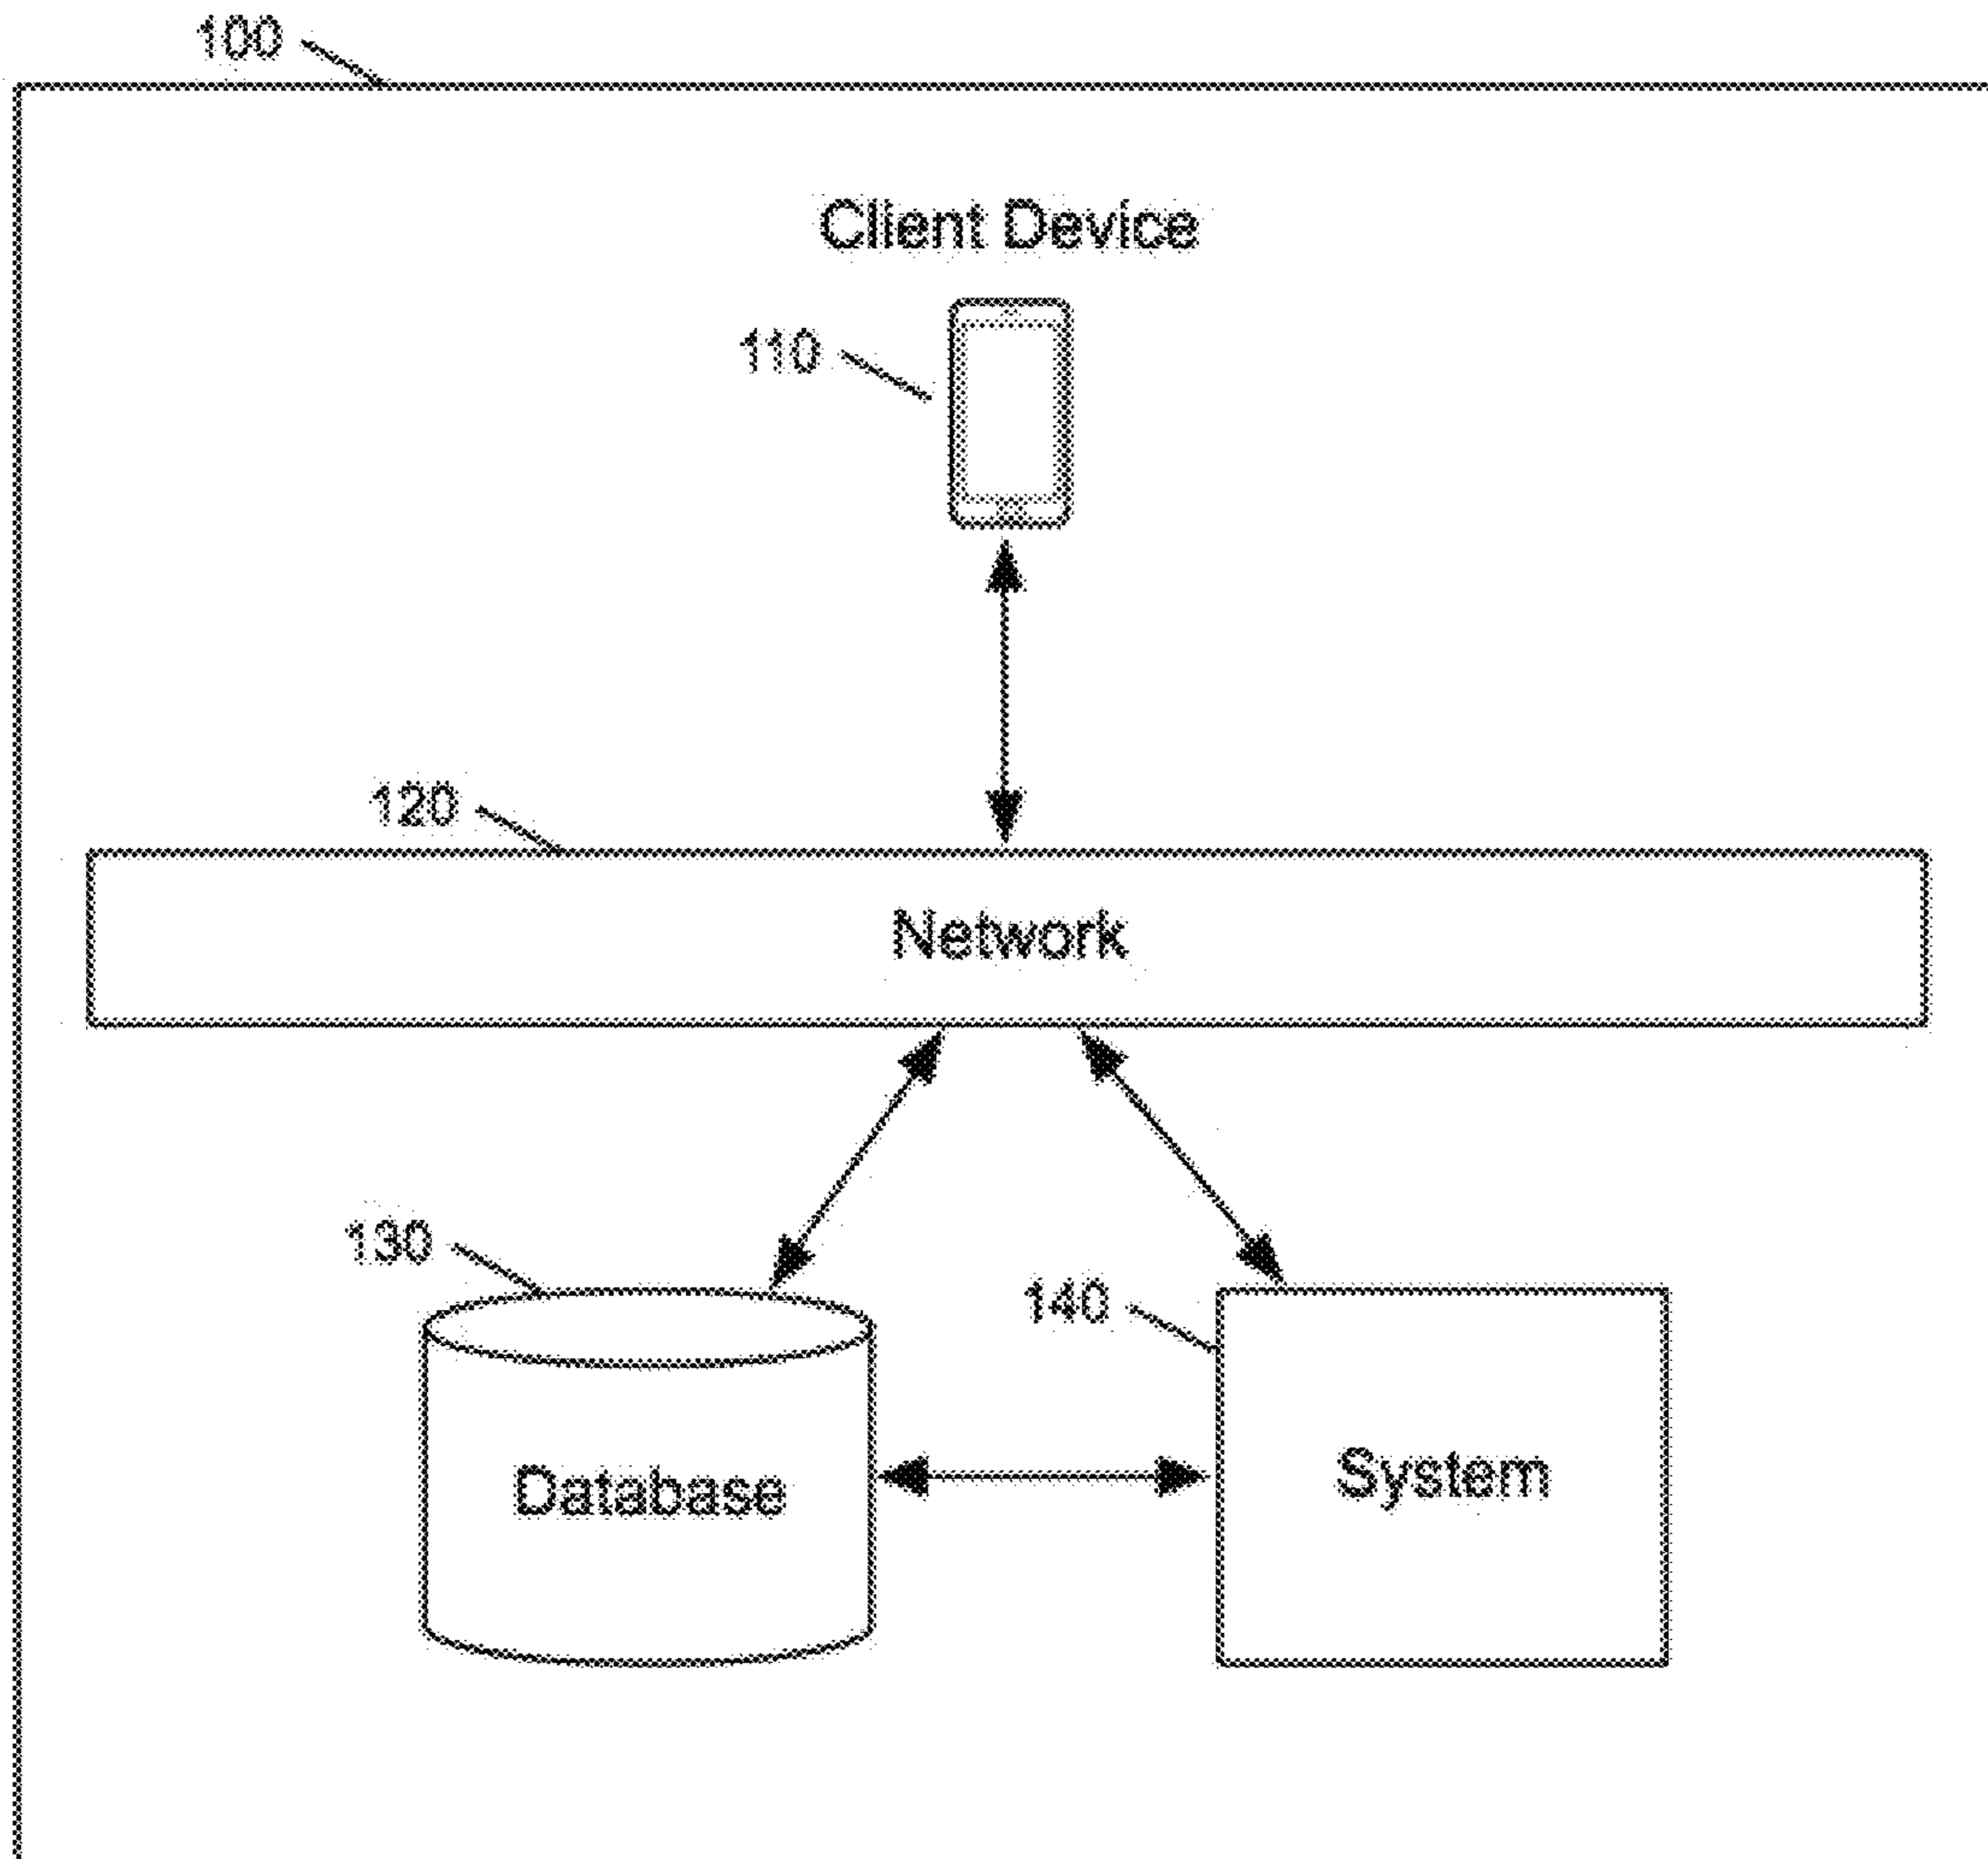 100
Client Device
110
120
Network
130
140
Database
System